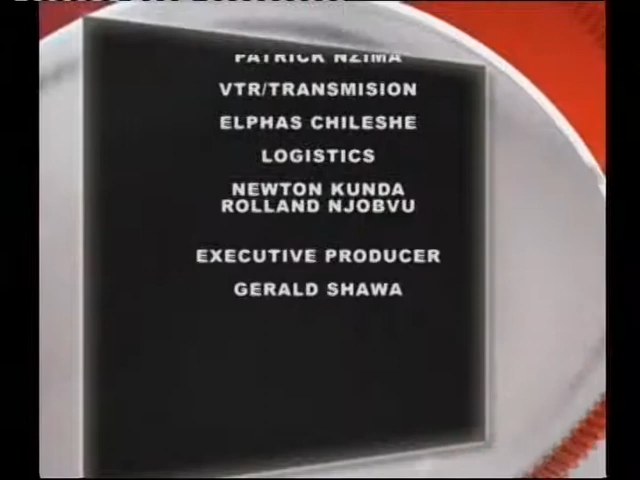 PATRICK NZIMA
VTR/TRANSMISION
ELPHAS CHILESHE
LOGISTICS
NEWTON KUNDA
ROLLAND NJOBVU
EXECUTIVE PRODUCER
GERALD SHAWA